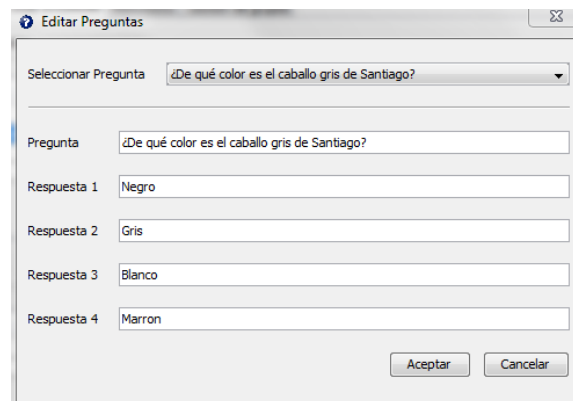 Editar Preguntas
Seleccionar Pregunta ¿De qué color es el caballo gris de Santiago?
Pregunta ¿De qué color es el caballo gris de Santiago?
Respuesta 1 Negro
Respuesta 2 Gris
Respuesta 3 Blanco
Respuesta 4 Marron
Aceptar Cancelar